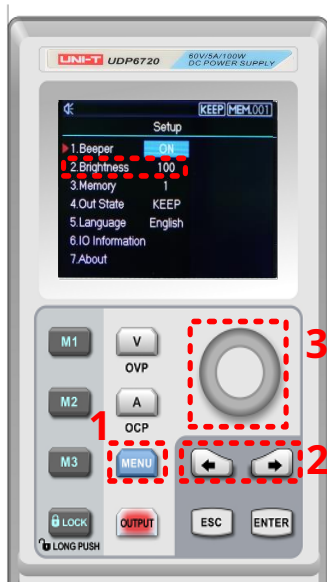 UNI-T UDP6720
60V/5A/100W
DC POWER SUPPLY
KEEP MEM.001
Setup
1.Beeper ON
2.Brightness 100
3.Memory 1
4.Out State KEEP
5.Language English
6.IO Information
7.About
M1
V
OVP
3
M2
A
OCP
1
M3
MENU
2
LOCK
OUTPUT
ESC
ENTER
LONG PUSH